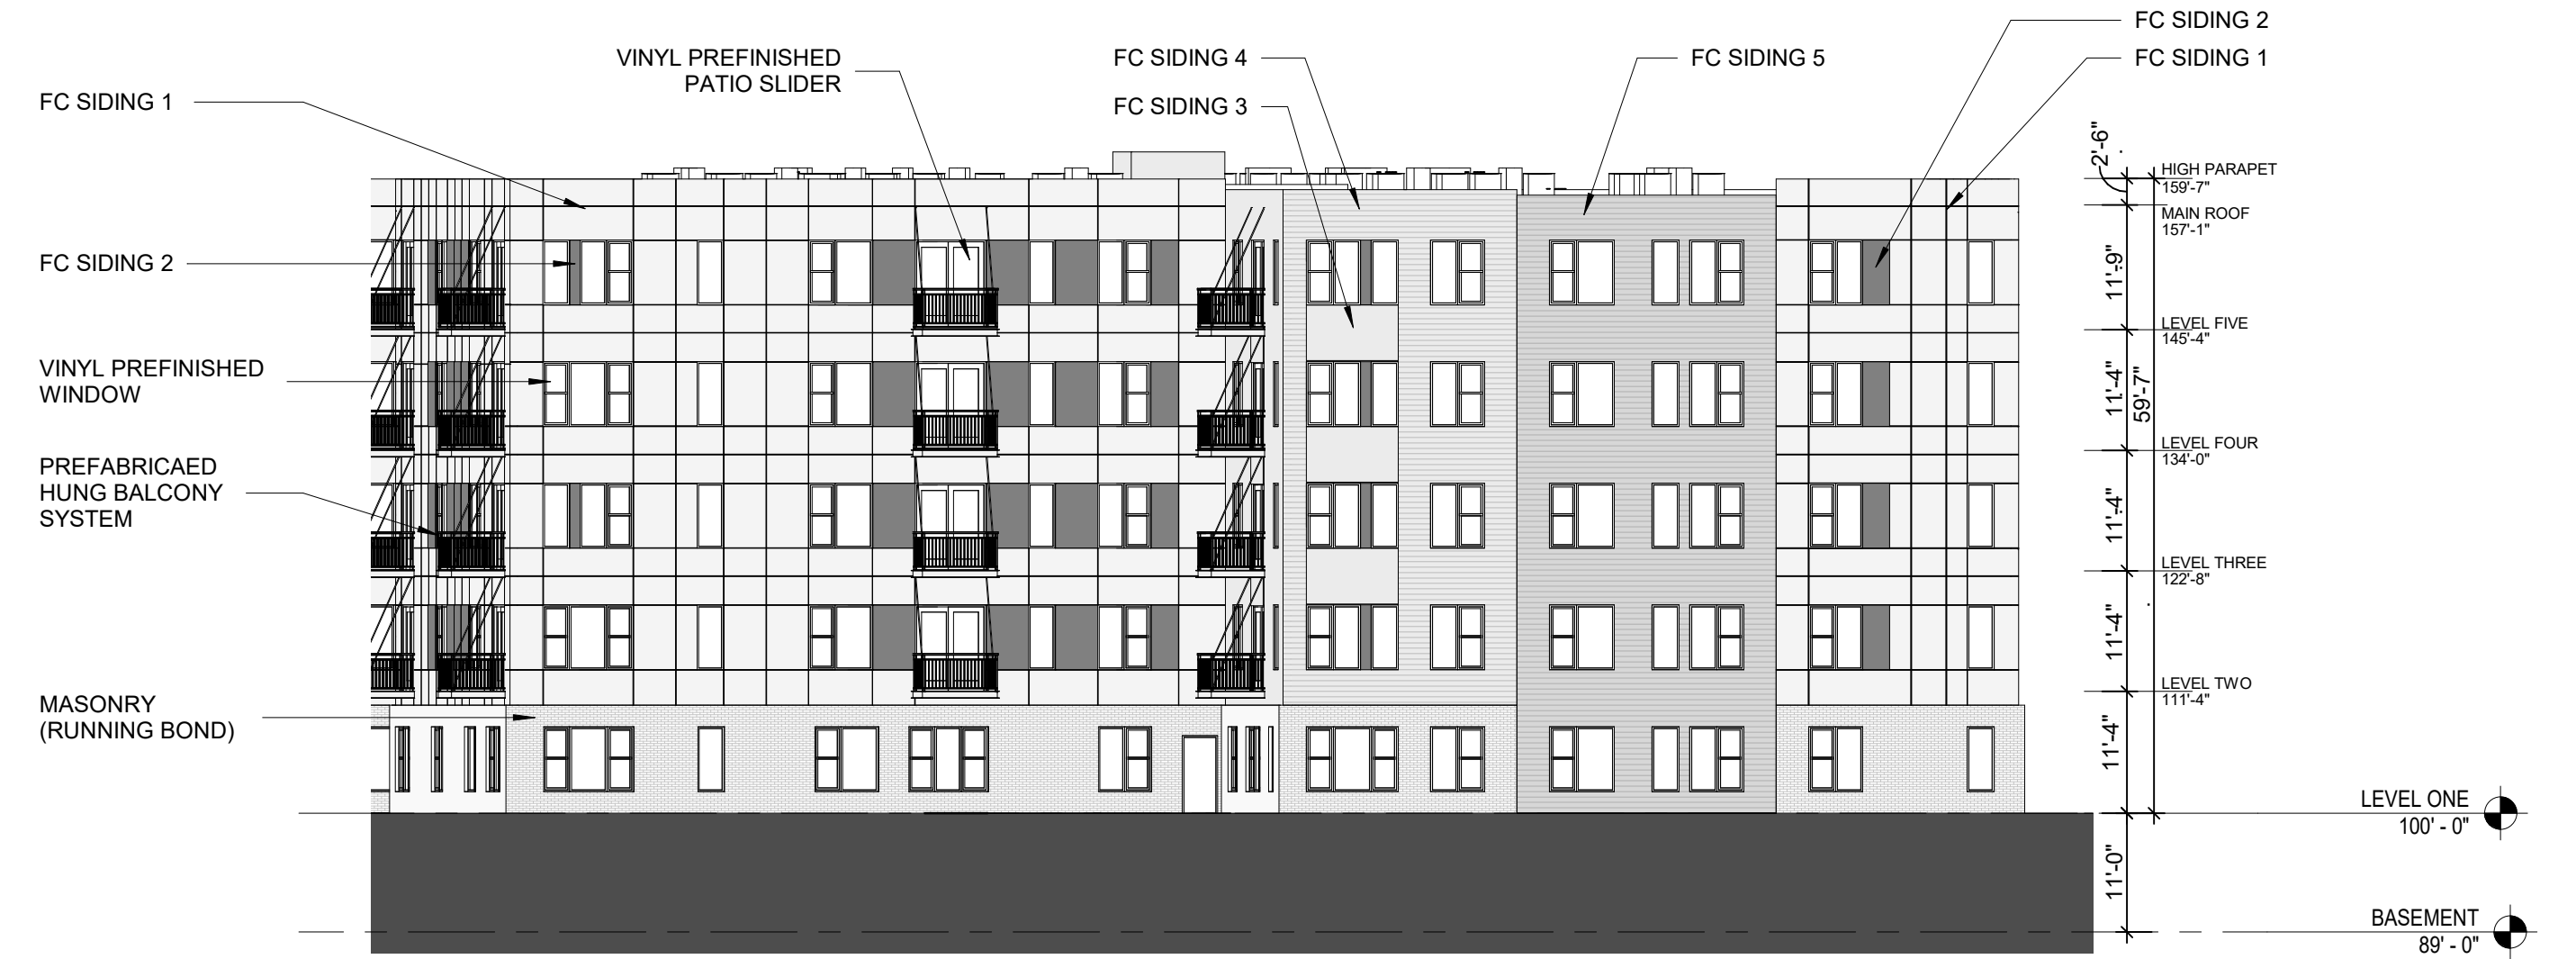 FC SIDING 2
VINYL PREFINISHED
PATIO SLIDER
FC SIDING 4
FC SIDING 5
FC SIDING 1
FC SIDING 1
FC SIDING 3
2'-6"
HIGH PARAPET
159'-7"
MAIN ROOF
157'-1"
FC SIDING 2
11'-9"
LEVEL FIVE
145'-4"
VINYL PREFINISHED
WINDOW
11'-4"
59'-7"
LEVEL FOUR
134'-0"
PREFABRICAED
HUNG BALCONY
SYSTEM
11'-4"
LEVEL THREE
122'-8"
11'-4"
LEVEL TWO
111'-4"
MASONRY
(RUNNING BOND)
11'-4"
LEVEL ONE
100' - 0"
11'-0"
BASEMENT
89' - 0"